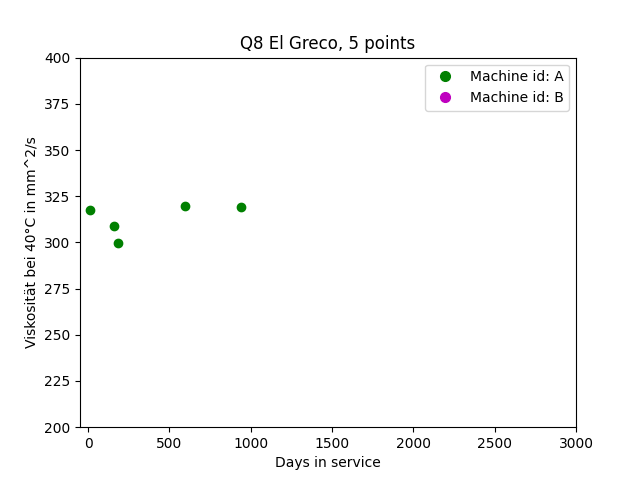 Q8 El Greco, 5 points
Machine id: A
Machine id: B
Viskosität bei 40°C in mm^2/s
400
375
350
325
300
275
250
225
200
0 500 1000 1500 2000 2500 3000
Days in service